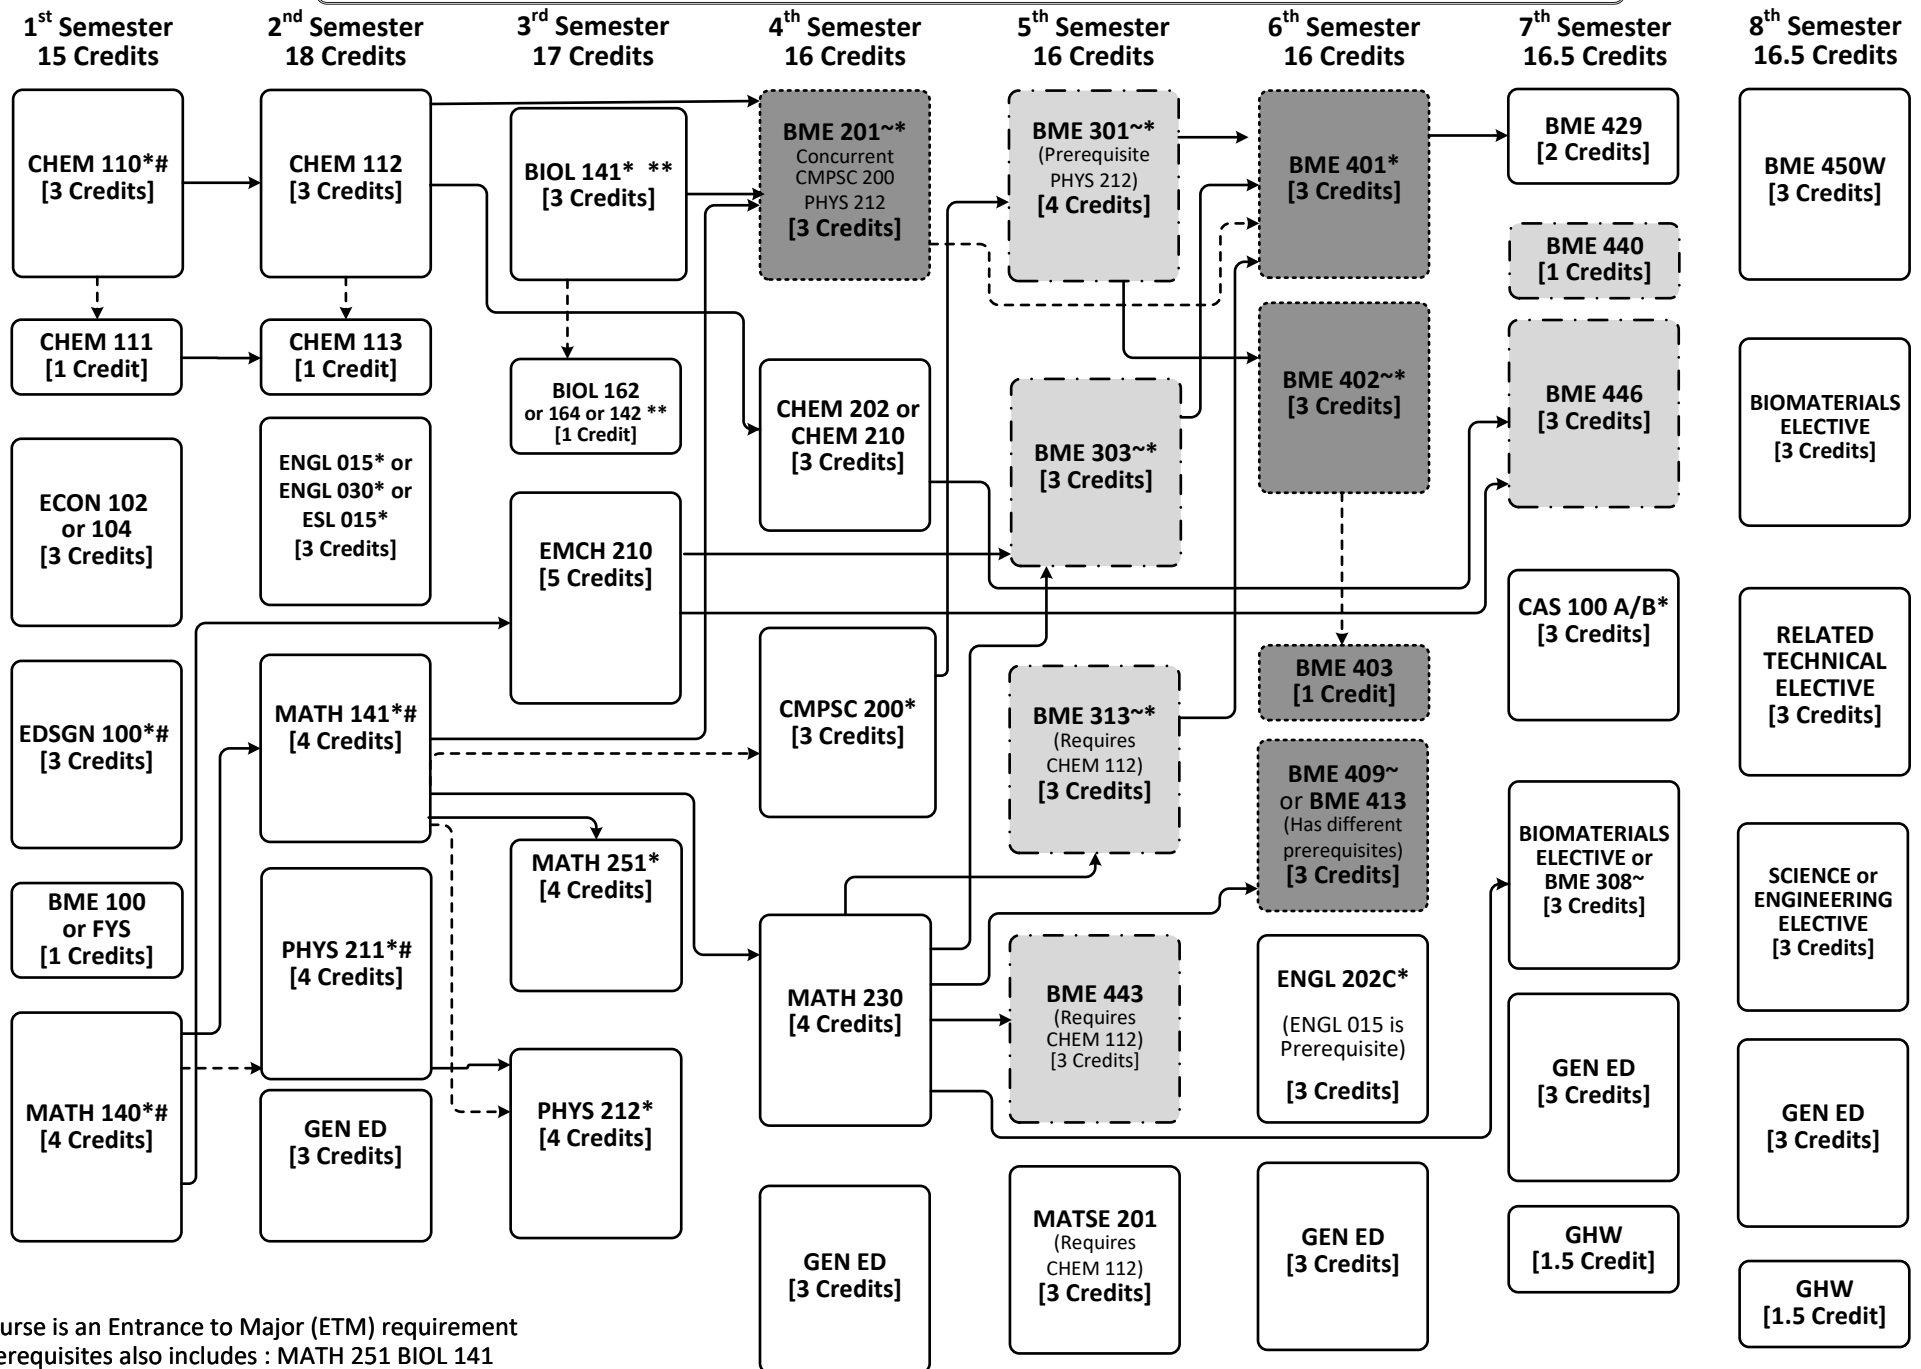 1st Semester
15 Credits
2nd Semester
18 Credits
3rd Semester
17 Credits
4th Semester
16 Credits
5th Semester
16 Credits
6th Semester
16 Credits
7th Semester
16.5 Credits
8th Semester
16.5 Credits
CHEM 110*#
[3 Credits]
CHEM 111
[1 Credit]
ECON 102
or 104
[3 Credits]
EDSGN 100*#
[3 Credits]
BME 100
or FYS
[1 Credits]
MATH 140*#
[4 Credits]
CHEM 112
[3 Credits]
CHEM 113
[1 Credit]
ENGL 015* or
ENGL 030* or
ESL 015*
[3 Credits]
MATH 141*#
[4 Credits]
PHYS 211*#
[4 Credits]
GEN ED
[3 Credits]
BIOL 141* **
[3 Credits]
BIOL 162
or 164 or 142 **
[1 Credit]
EMCH 210
[5 Credits]
MATH 251*
[4 Credits]
PHYS 212*
[4 Credits]
BME 201~*
Concurrent
CMPSC 200
PHYS 212
[3 Credits]
CHEM 202 or
CHEM 210
[3 Credits]
CMPSC 200*
[3 Credits]
MATH 230
[4 Credits]
GEN ED
[3 Credits]
BME 301~*
(Prerequisite
PHYS 212)
[4 Credits]
BME 303~*
[3 Credits]
BME 313~*
(Requires
CHEM 112)
[3 Credits]
BME 443
(Requires
CHEM 112)
[3 Credits]
MATSE 201
(Requires
CHEM 112)
[3 Credits]
BME 401*
[3 Credits]
BME 402~*
[3 Credits]
BME 403
[1 Credit]
BME 409~
or BME 413
(Has different
prerequisites)
[3 Credits]
ENGL 202C*
(ENGL 015 is
Prerequisite)
[3 Credits]
GEN ED
[3 Credits]
BME 429
[2 Credits]
BME 440
[1 Credits]
BME 446
[3 Credits]
CAS 100 A/B*
[3 Credits]
BIOMATERIALS
ELECTIVE or
BME 308~
[3 Credits]
GEN ED
[3 Credits]
GHW
[1.5 Credit]
BME 450W
[3 Credits]
BIOMATERIALS
ELECTIVE
[3 Credits]
RELATED
TECHNICAL
ELECTIVE
[3 Credits]
SCIENCE or
ENGINEERING
ELECTIVE
[3 Credits]
GEN ED
[3 Credits]
GHW
[1.5 Credit]
urse is an Entrance to Major (ETM) requirement
erequisites also includes : MATH 251 BIOL 141